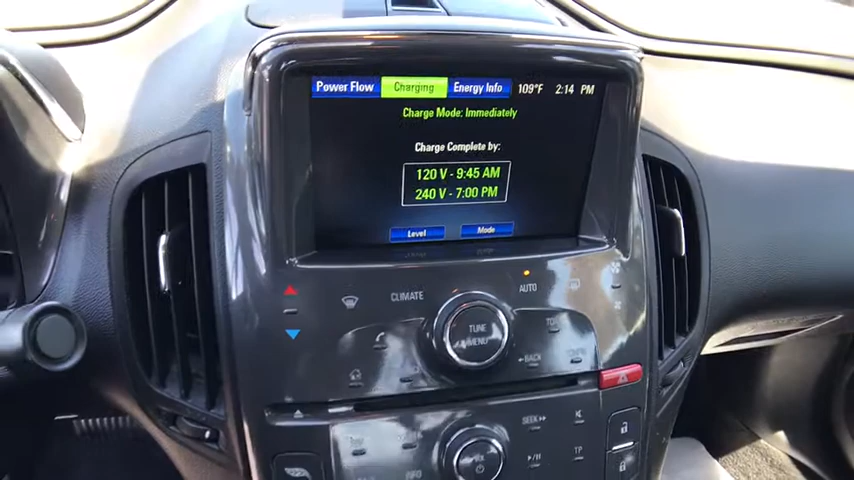 Power Flow Charging Energy Info 109°F 2:14 PM
Charge Mode: Immediately
Charge Complete by:
120 V - 9:45 AM
240 V - 7:00 PM
Level Mode
CLIMATE AUTO
TUNE
MENU
BACK
SEEK